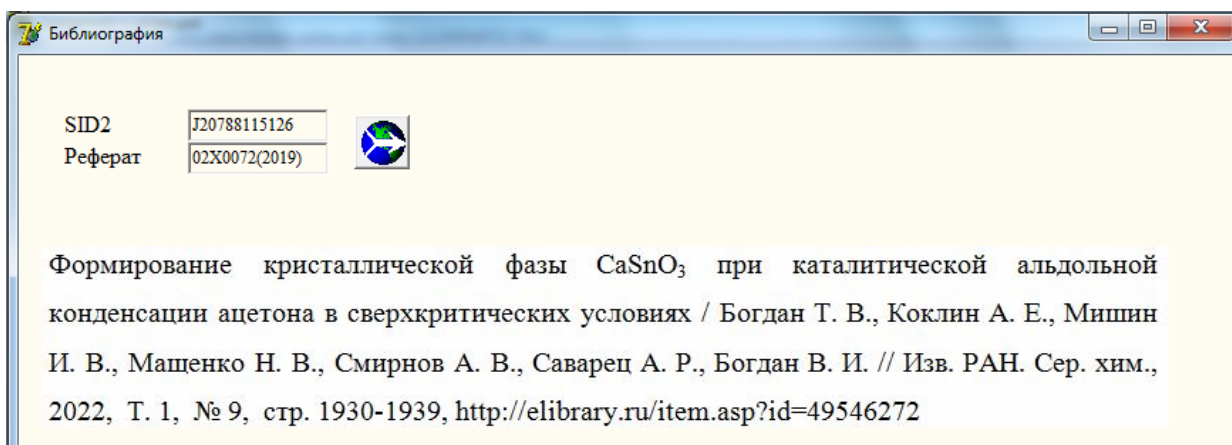 Библиография
SID2 J20788115126
Реферат 02X0072(2019)
Формирование кристаллической фазы CaSnO₃ при каталитической альдольной
конденсации ацетона в сверхкритических условиях / Богдан Т. В., Коклин А. Е., Мишин
И. В., Мащенко Н. В., Смирнов А. В., Саварец А. Р., Богдан В. И. // Изв. РАН. Сер. хим.,
2022, Т. 1, № 9, стр. 1930-1939, http://elibrary.ru/item.asp?id=49546272